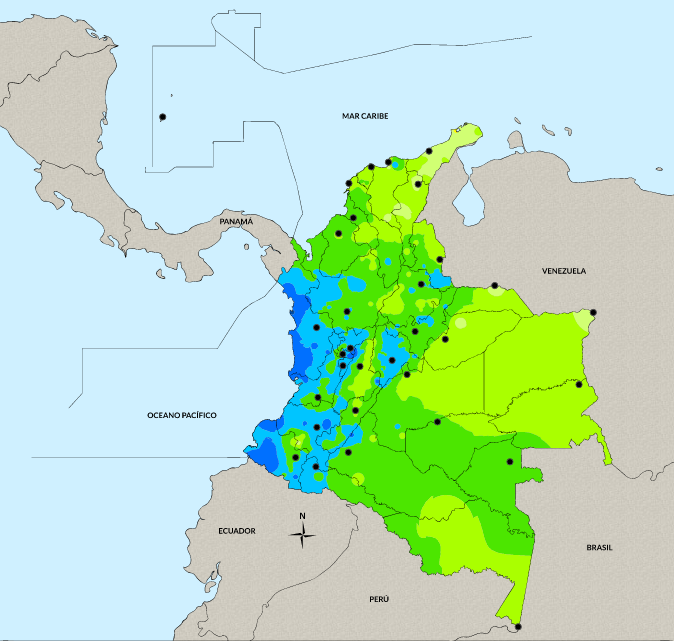 MAR CARIBE
PANAMÁ
VENEZUELA
OCEANO PACÍFICO
N
ECUADOR
BRASIL
PERÚ